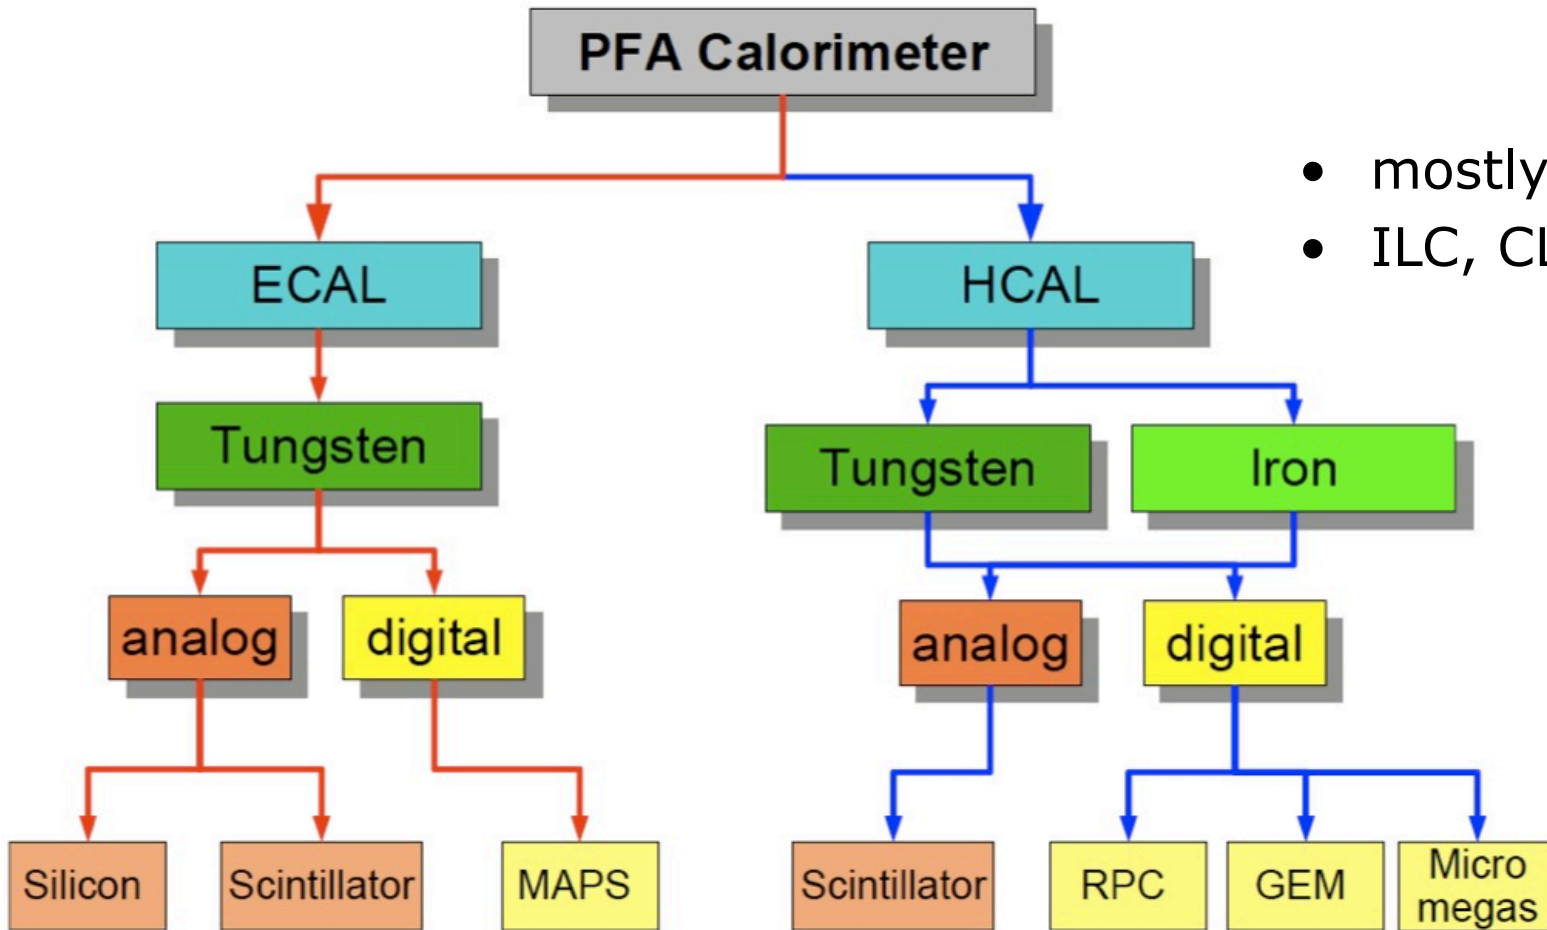 PFA Calorimeter
• mostly
• ILC,
ECAL
HCAL
Tungsten
Tungsten
Iron
analog
digital
analog
digital
Silicon
Scintillator
MAPS
Scintillator
RPC
GEM
Micro
megas